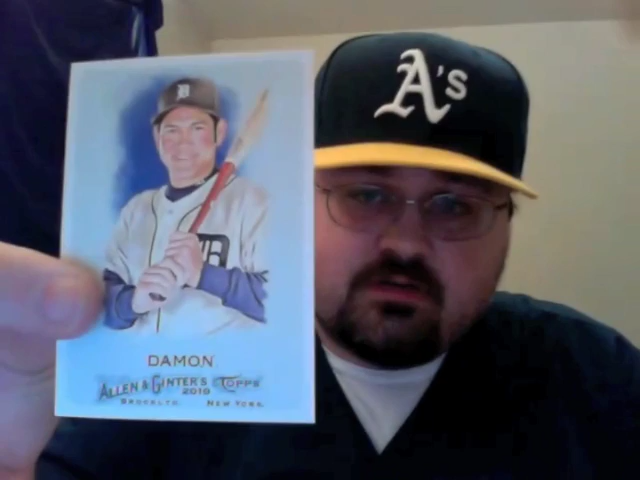 A's
D
D
DAMON
ALLEN & GINTER'S TOPPS
2010
BROOKLYN, NEW YORK